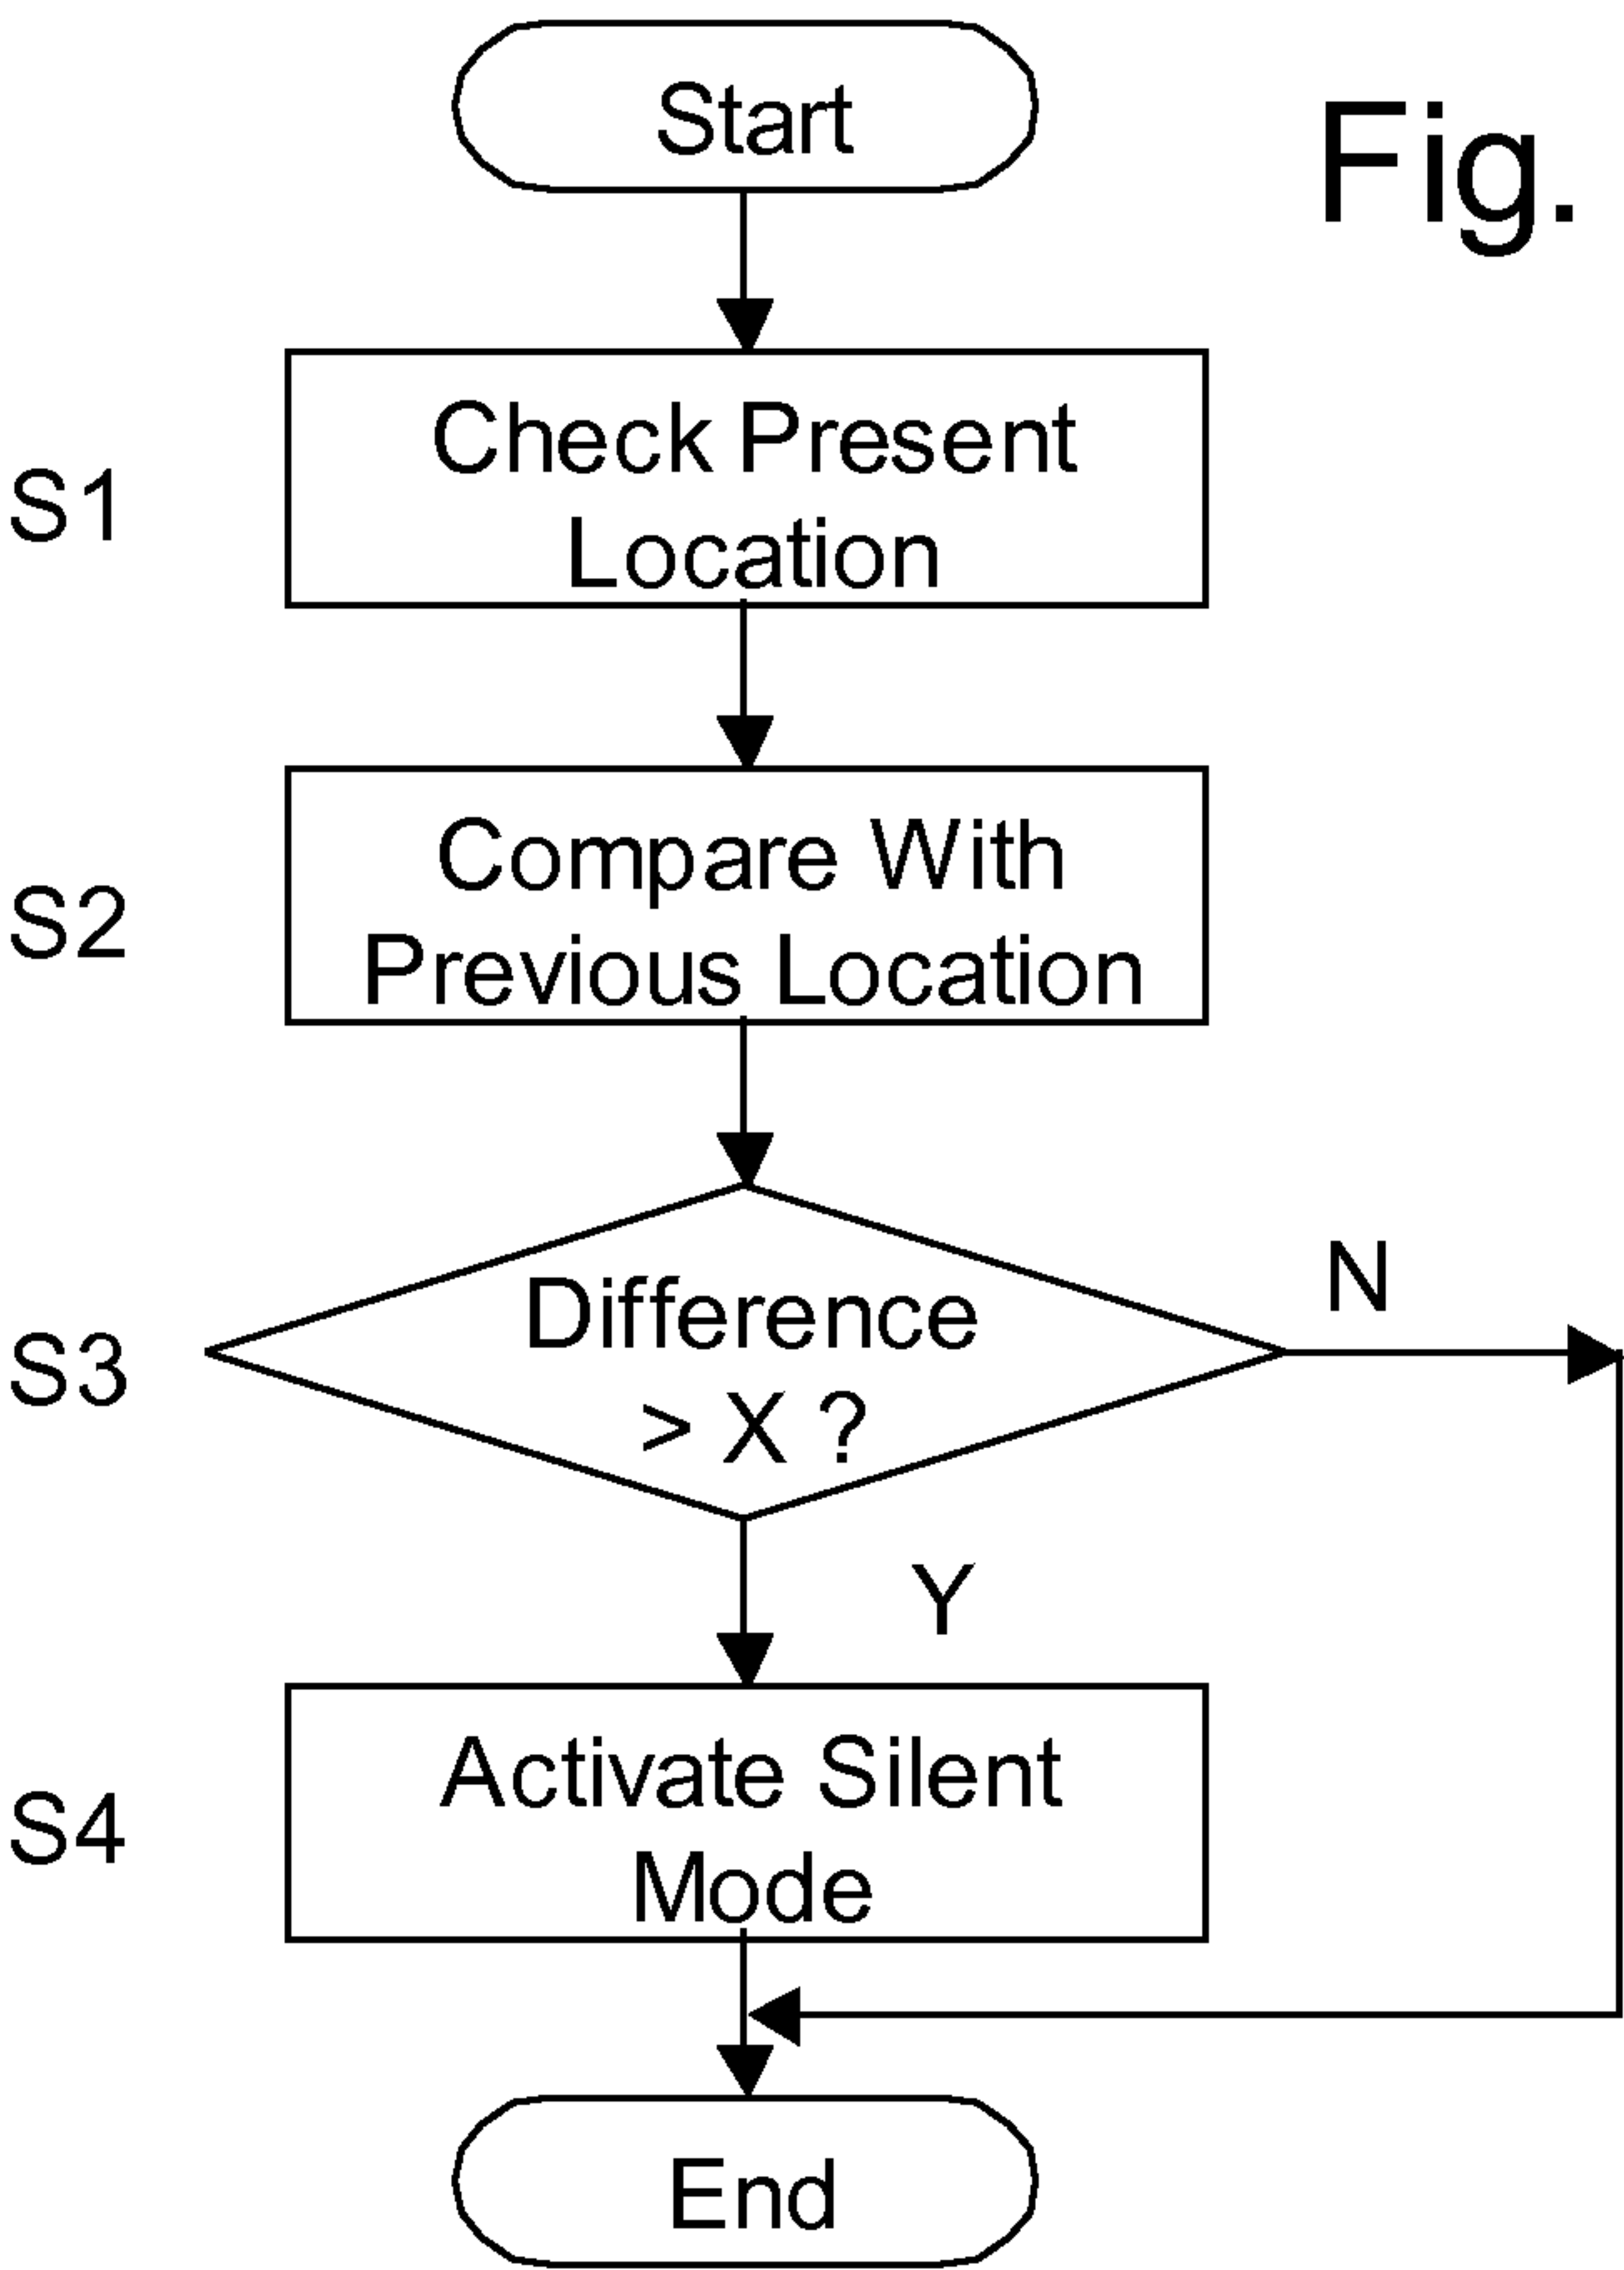 Start
Fig.
Check Present
Location
S1
Compare With
Previous Location
S2
Difference
> X ?
S3
N
Y
Activate Silent
Mode
S4
End